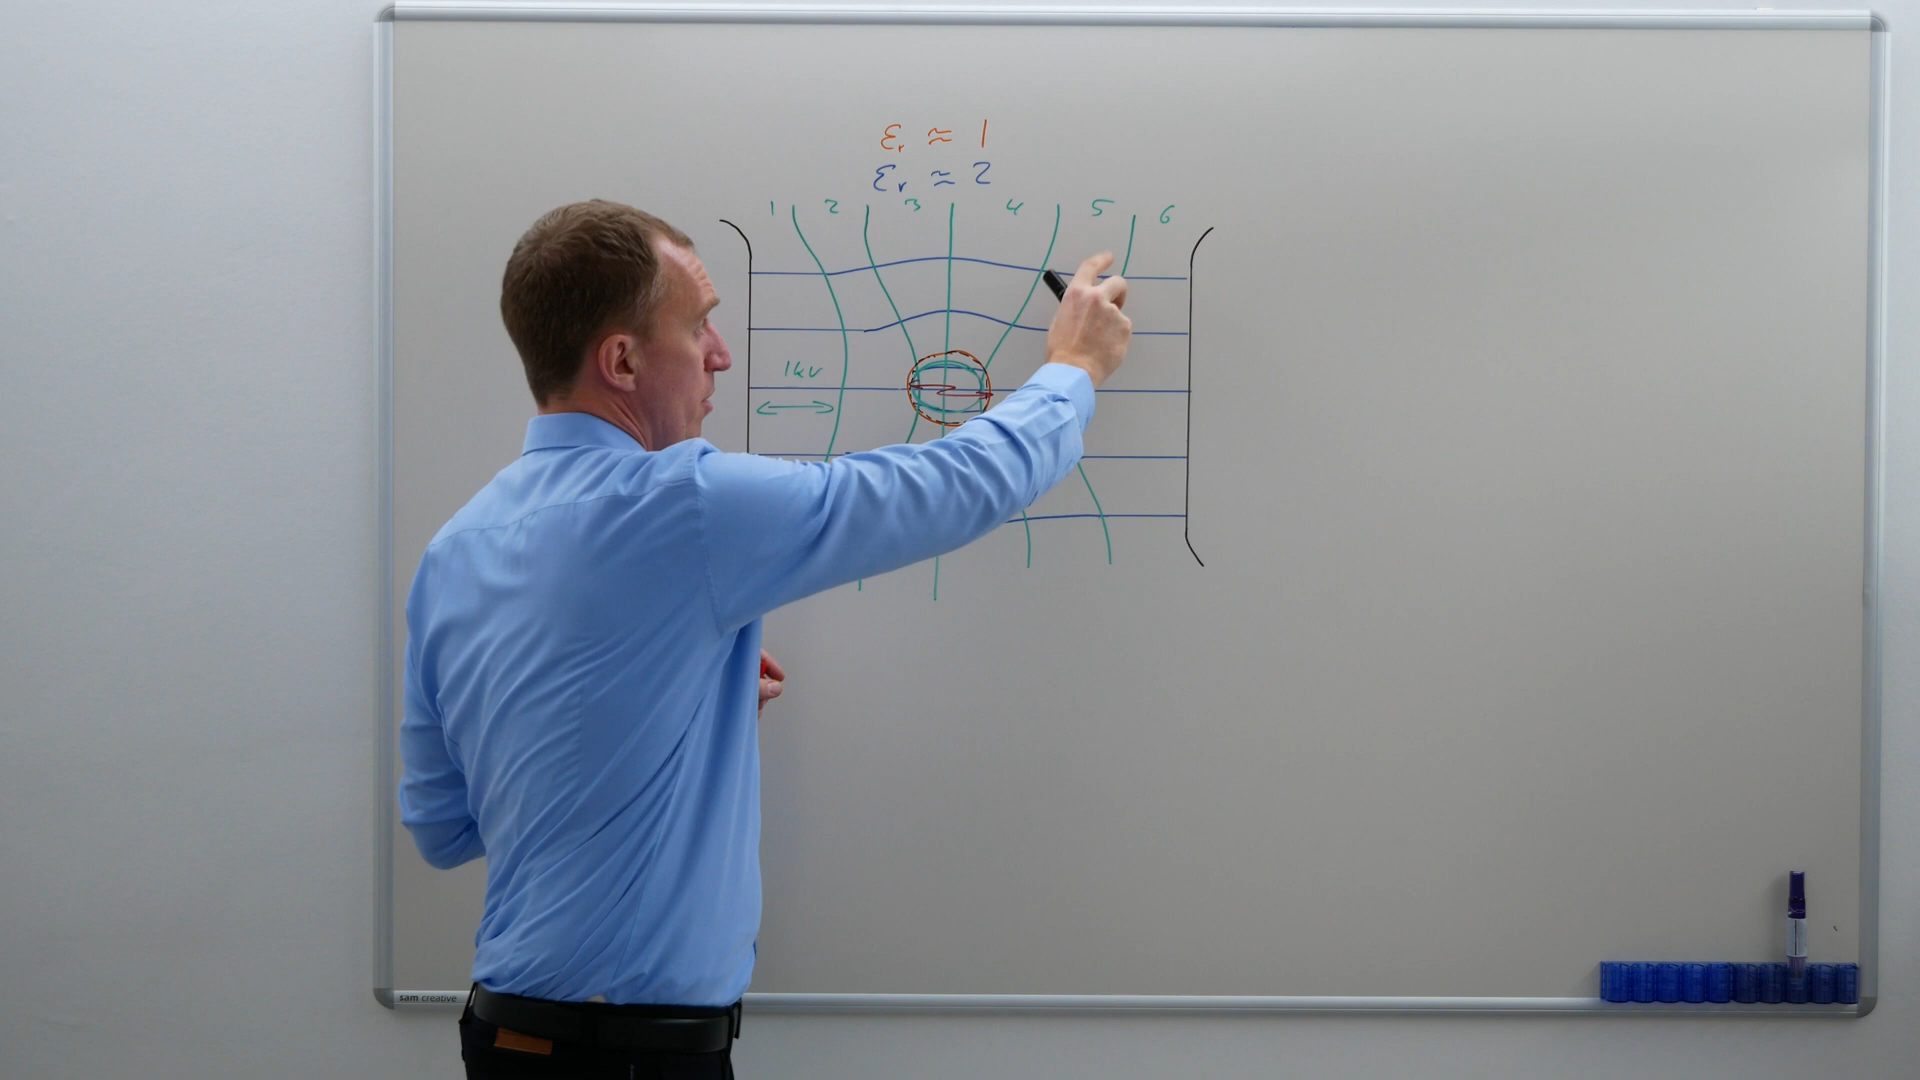 εr ≈ 1
εr ≈ 2
1 2 3 4 5 6
1kV
sam creative